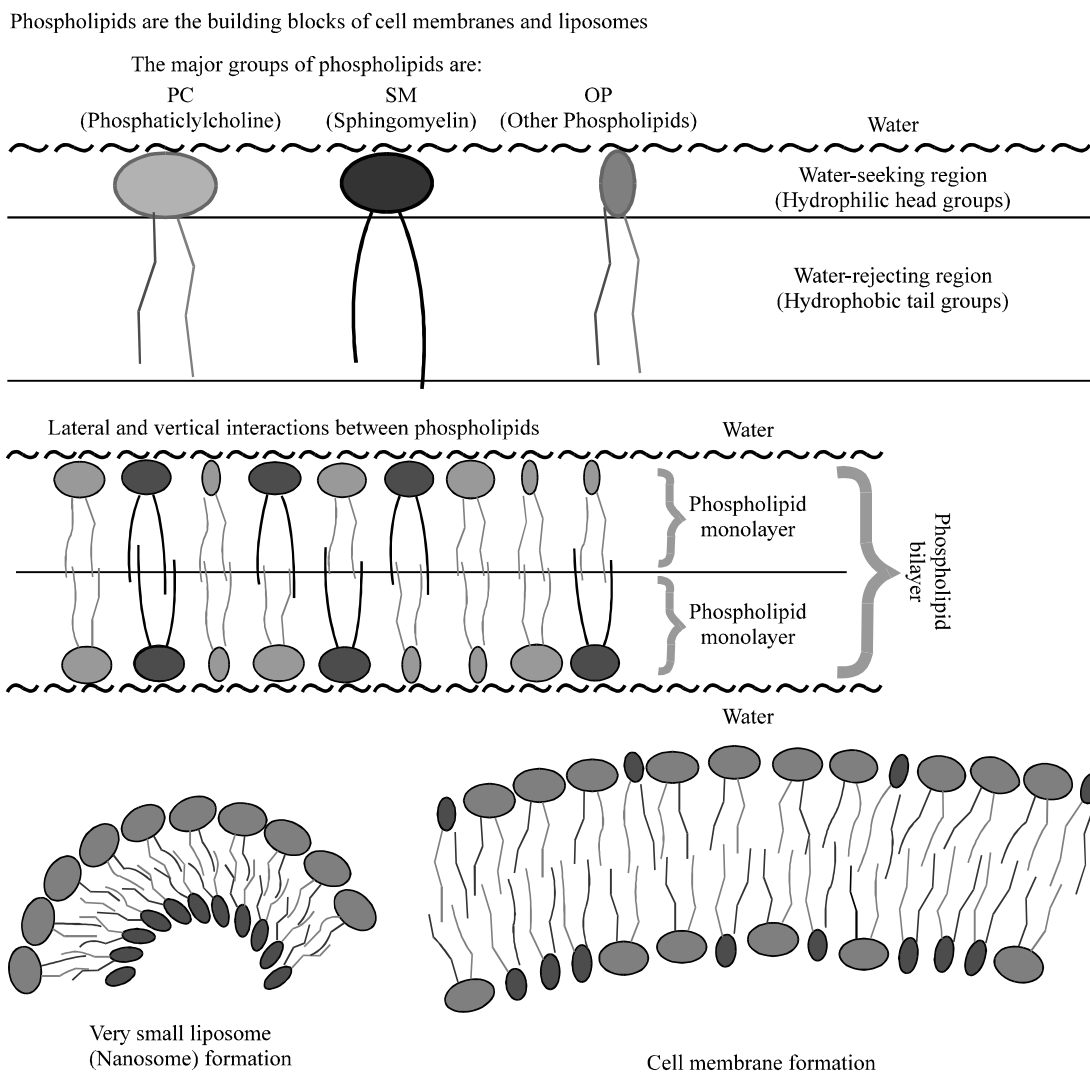 Phospholipids are the building blocks of cell membranes and liposomes
The major groups of phospholipids are:
PC
(Phosphaticlylcholine)
SM
(Sphingomyelin)
OP
(Other Phospholipids)
Water
Water-seeking region
(Hydrophilic head groups)
Water-rejecting region
(Hydrophobic tail groups)
Lateral and vertical interactions between phospholipids
Water
Phospholipid
monolayer
Phospholipid
monolayer
Phospholipid
bilayer
Water
Very small liposome
(Nanosome) formation
Cell membrane formation